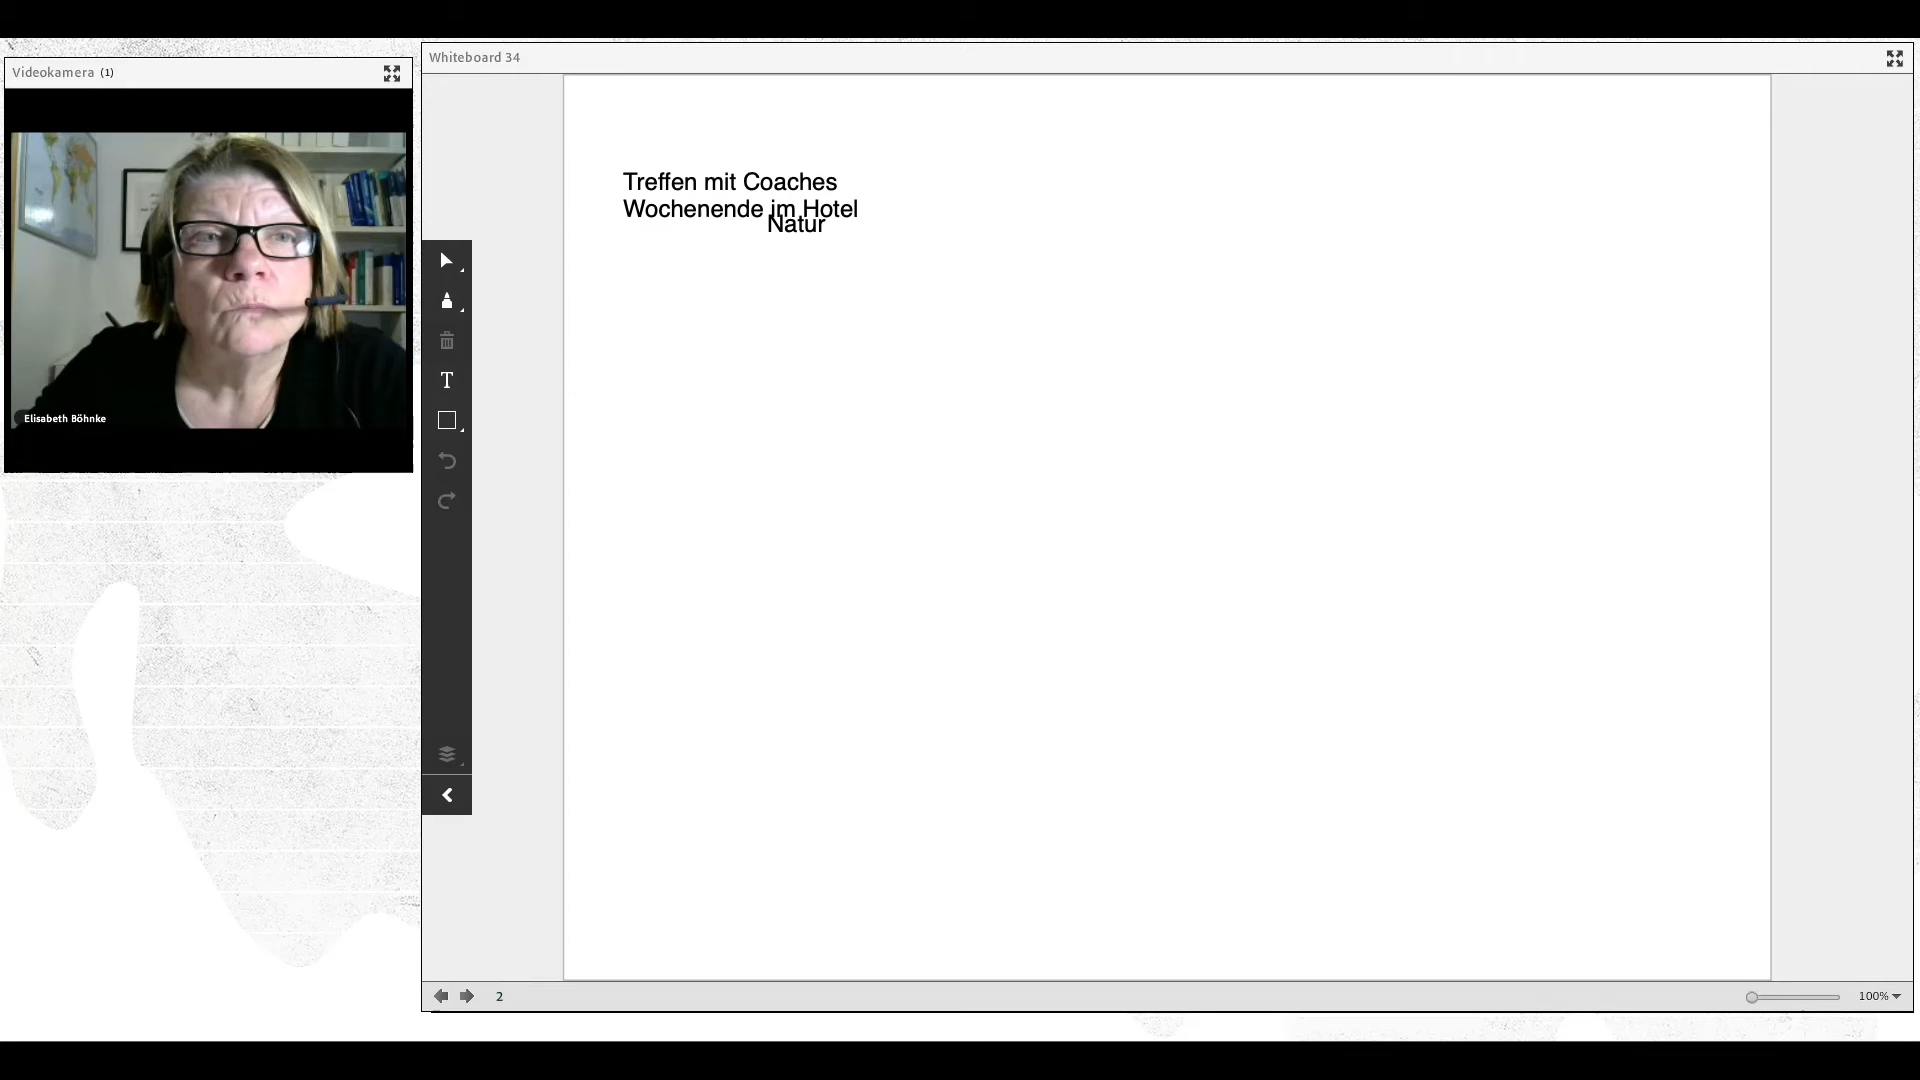 Whiteboard 34
Videokamera (1)
Treffen mit Coaches
Wochenende im Hotel
Natur
T
Elisabeth Böhnke
2
100%